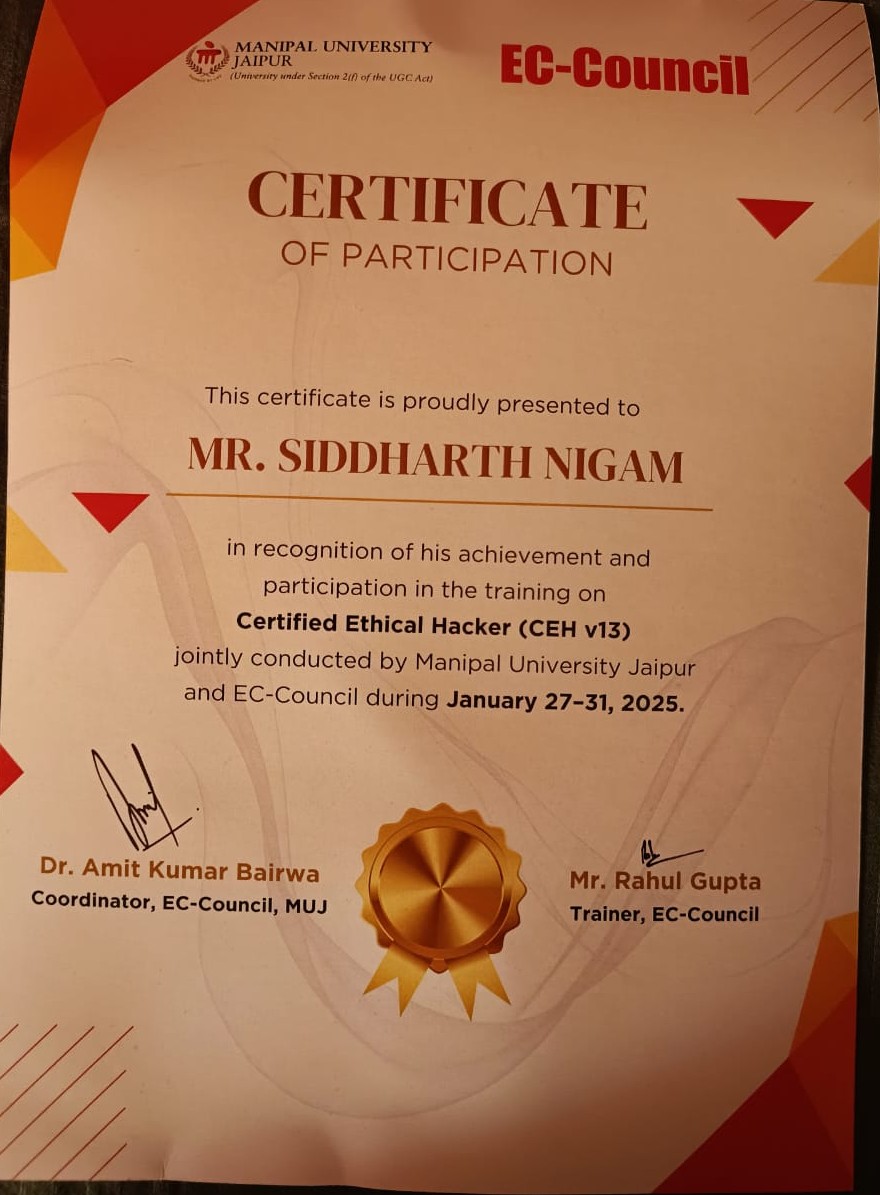 MANIPAL UNIVERSITY
JAIPUR
(University under Section 2(f) of the UGC Act)
EC-Council
CERTIFICATE
OF PARTICIPATION
This certificate is proudly presented to
MR. SIDDHARTH NIGAM
in recognition of his achievement and
participation in the training on
Certified Ethical Hacker (CEH v13)
jointly conducted by Manipal University Jaipur
and EC-Council during January 27–31, 2025.
Dr. Amit Kumar Bairwa
Coordinator, EC-Council, MUJ
Mr. Rahul Gupta
Trainer, EC-Council